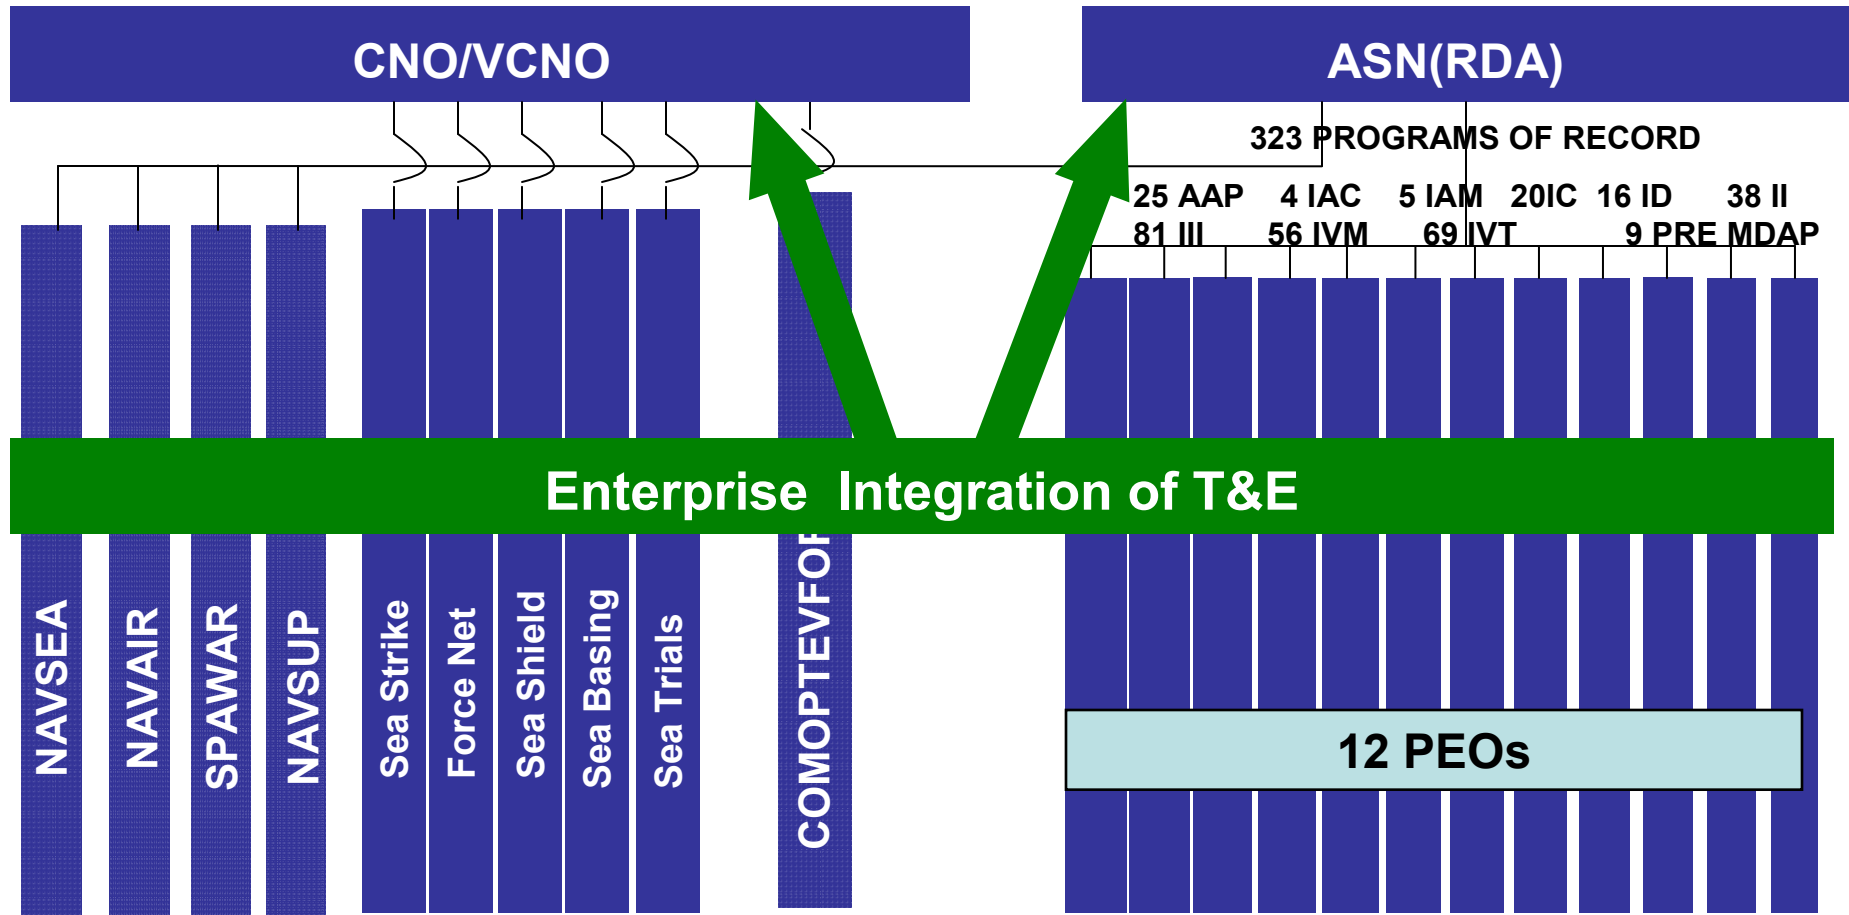 CNO/VCNO
ASN(RDA)
323 PROGRAMS OF RECORD
25 AAP 4 IAC 5 IAM 20IC 16 ID 38 II
81 III 56 IVM 69 IVT 9 PRE MDAP
Enterprise Integration of T&E
NAVSEA
NAVAIR
SPAWAR
NAVSUP
Sea Strike
Force Net
Sea Shield
Sea Basing
Sea Trials
COMOPTEVFOR
12 PEOs